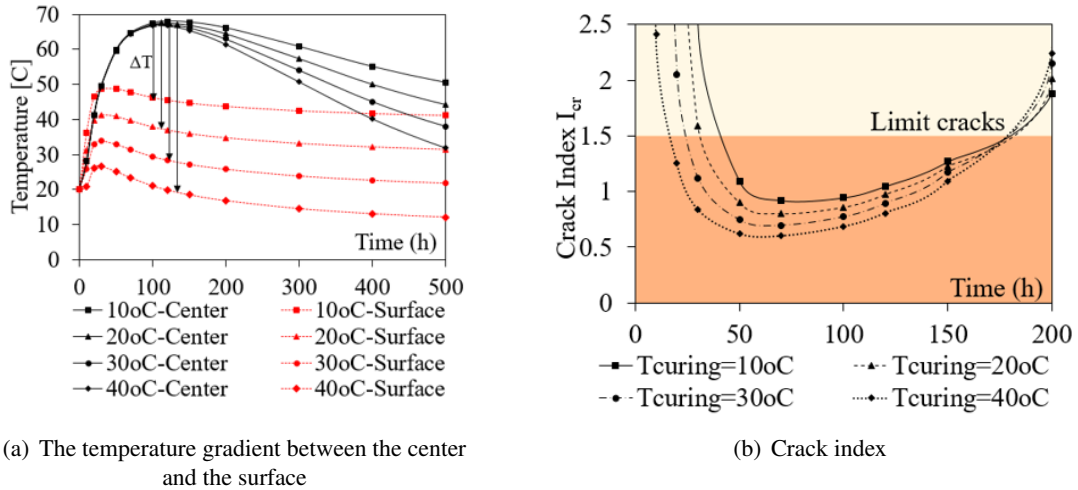 70
60
50
40
30
20
10
0
Temperature [C]
ΔT
Time (h)
0 100 200 300 400 500
10oC-Center 10oC-Surface
20oC-Center 20oC-Surface
30oC-Center 30oC-Surface
40oC-Center 40oC-Surface
(a) The temperature gradient between the center
and the surface
2.5
2
1.5
1
0.5
0
Crack Index Icr
Limit cracks
Time (h)
0 50 100 150 200
Tcuring=10oC Tcuring=20oC
Tcuring=30oC Tcuring=40oC
(b) Crack index